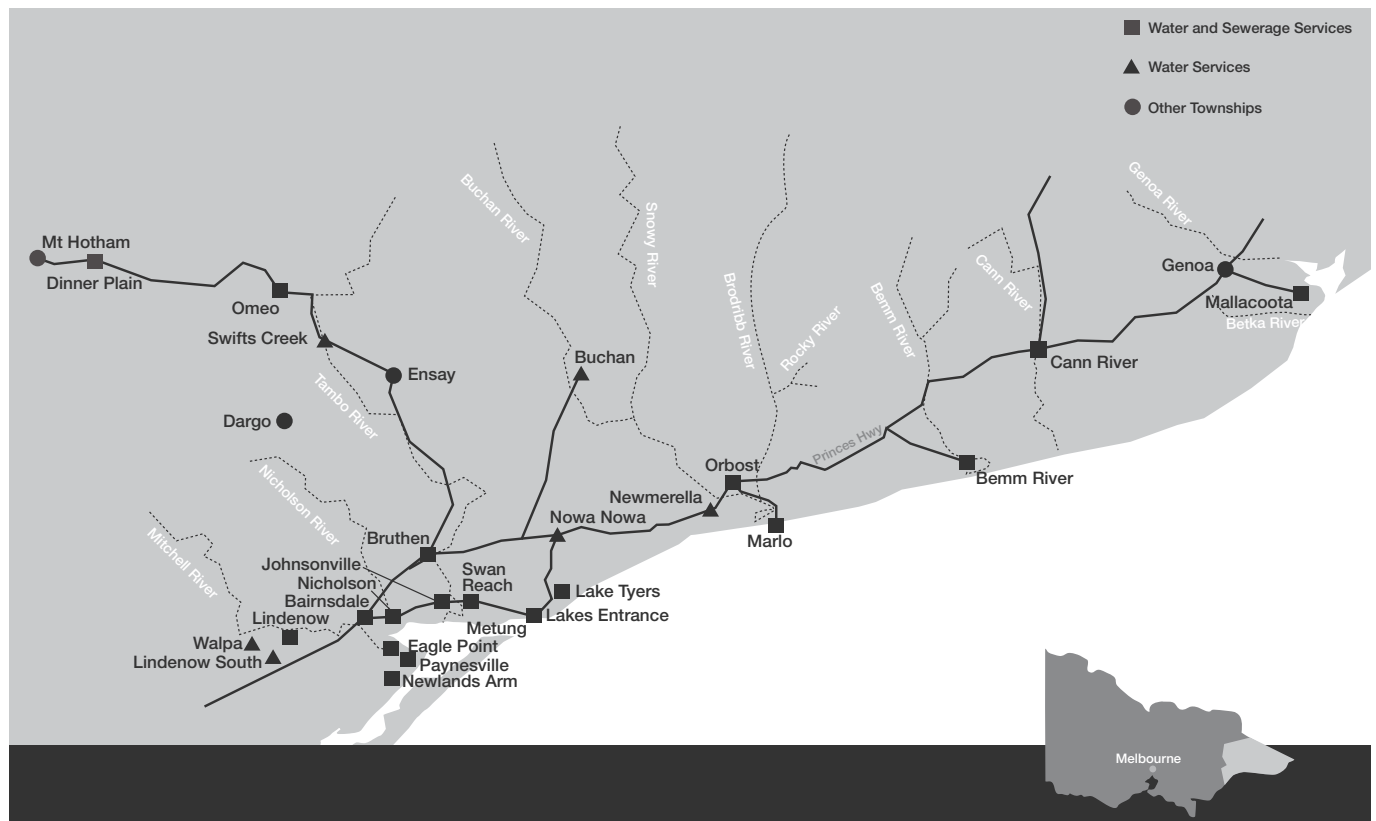 Water and Sewerage Services
Water Services
Other Townships
Genoa River
Buchan River
Snowy River
Mt Hotham
Dinner Plain
Omeo
Brodribb River
Rocky River
Bemm River
Cann River
Genoa
Mallacoota
Betka River
Swifts Creek
Buchan
Cann River
Ensay
Tambo River
Dargo
Princes Hwy
Nicholson River
Orbost
Bemm River
Newmerella
Nowa Nowa
Marlo
Mitchell River
Bruthen
Johnsonville
Nicholson
Bairnsdale
Lindenow
Swan
Reach
Lake Tyers
Lakes Entrance
Metung
Walpa
Lindenow South
Eagle Point
Paynesville
Newlands Arm
Melbourne